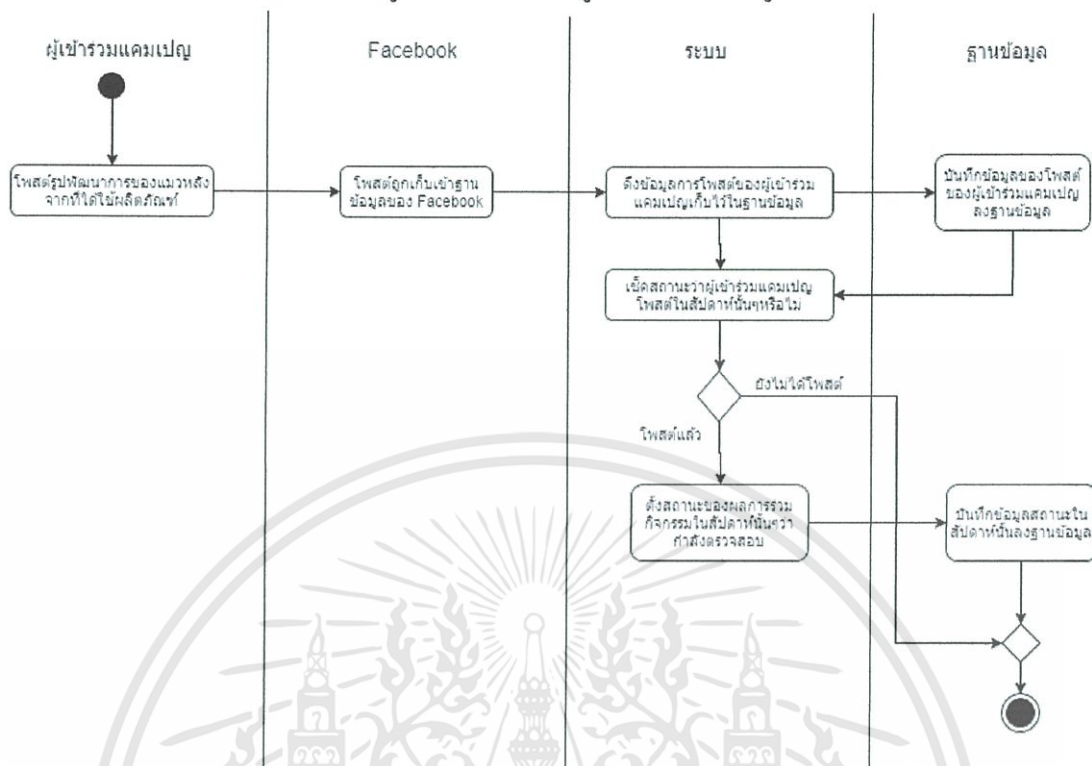 ผู้เข้าร่วมแคมเปญ
Facebook
ระบบ
ฐานข้อมูล
โพสต์รูปพัฒนาการของแมวหลัง
จากที่ได้ใช้ผลิตภัณฑ์
โพสต์ถูกเก็บเข้าฐาน
ข้อมูลของ Facebook
ดึงข้อมูลการโพสต์ของผู้เข้าร่วม
แคมเปญเก็บไว้ในฐานข้อมูล
บันทึกข้อมูลของโพสต์
ของผู้เข้าร่วมแคมเปญ
ลงฐานข้อมูล
เช็คสถานะว่าผู้เข้าร่วมแคมเปญ
โพสต์ในสัปดาห์นั้นๆหรือไม่
ยังไม่ได้โพสต์
โพสต์แล้ว
ตั้งสถานะของผลการร่วม
กิจกรรมในสัปดาห์นั้นๆว่า
กำลังตรวจสอบ
บันทึกข้อมูลสถานะใน
สัปดาห์นั้นลงฐานข้อมูล